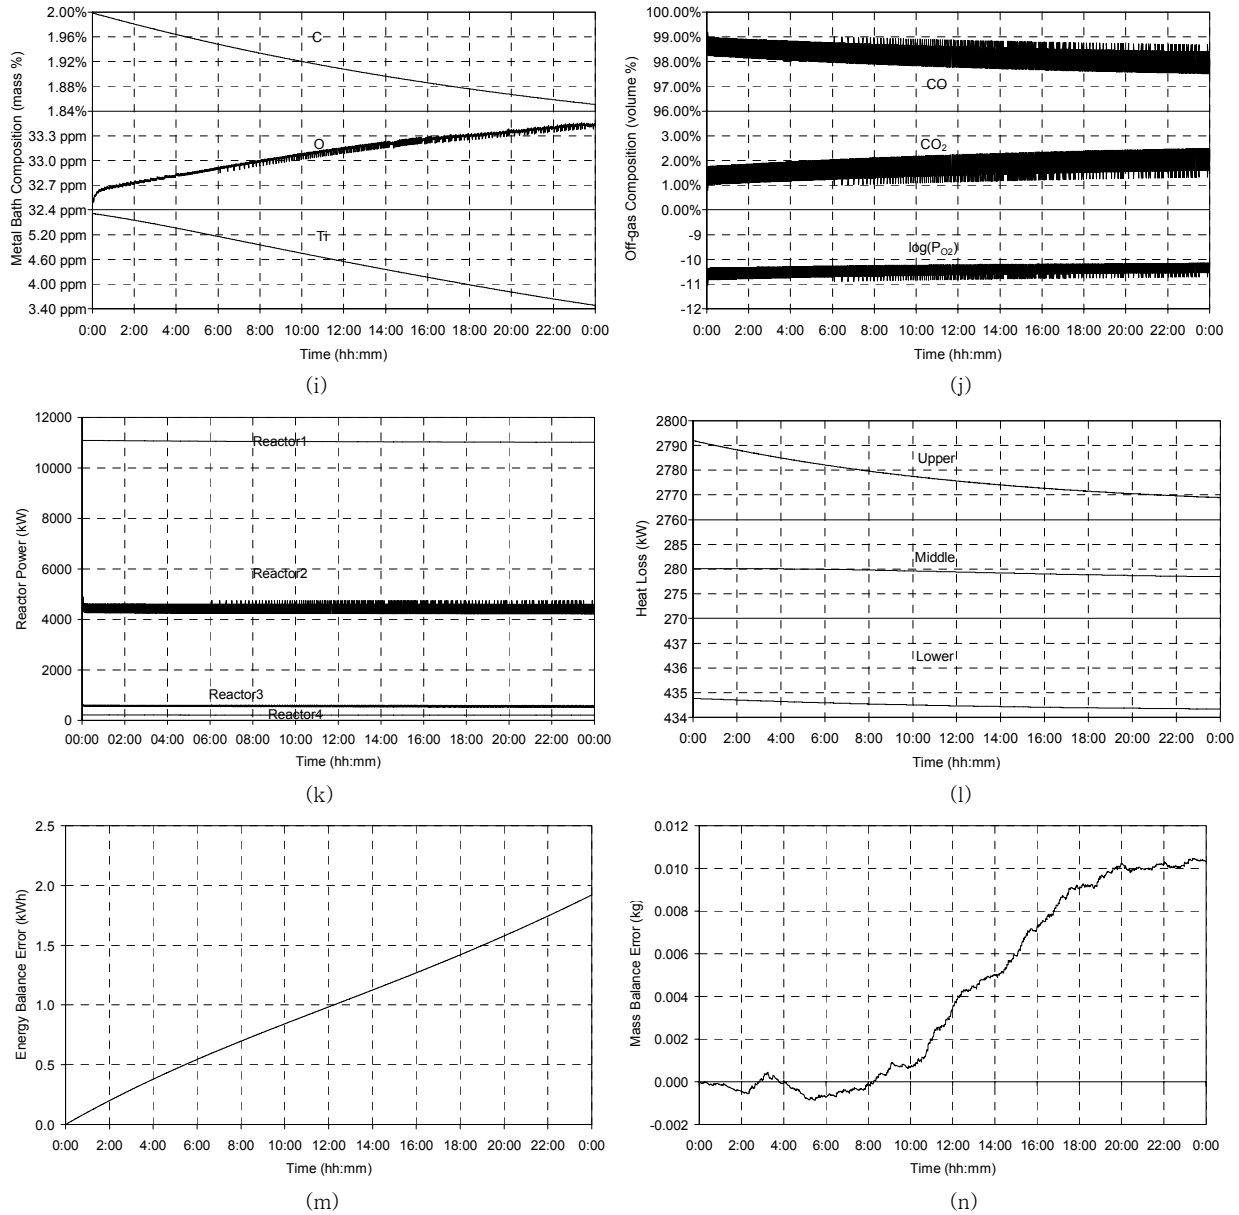 Metal Bath Composition (mass %)
2.00%
1.96%
1.92%
1.88%
1.84%
33.3 ppm
33.0 ppm
32.7 ppm
32.4 ppm
5.20 ppm
4.60 ppm
4.00 ppm
3.40 ppm
C
O
Ti
0:00 2:00 4:00 6:00 8:00 10:00 12:00 14:00 16:00 18:00 20:00 22:00 0:00
Time (hh:mm)
(i)
Off-gas Composition (volume %)
100.00%
99.00%
98.00%
97.00%
96.00%
3.00%
2.00%
1.00%
0.00%
-9
-10
-11
-12
CO
CO2
log(PO2)
0:00 2:00 4:00 6:00 8:00 10:00 12:00 14:00 16:00 18:00 20:00 22:00 0:00
Time (hh:mm)
(j)
Reactor Power (kW)
12000
10000
8000
6000
4000
2000
0
Reactor1
Reactor2
Reactor3
Reactor4
00:00 02:00 04:00 06:00 08:00 10:00 12:00 14:00 16:00 18:00 20:00 22:00 00:00
Time (hh:mm)
(k)
Heat Loss (kW)
2800
2790
2780
2770
2760
285
280
275
270
437
436
435
434
Upper
Middle
Lower
0:00 2:00 4:00 6:00 8:00 10:00 12:00 14:00 16:00 18:00 20:00 22:00 0:00
Time (hh:mm)
(l)
Energy Balance Error (kWh)
2.5
2.0
1.5
1.0
0.5
0.0
0:00 2:00 4:00 6:00 8:00 10:00 12:00 14:00 16:00 18:00 20:00 22:00 0:00
Time (hh:mm)
(m)
Mass Balance Error (kg)
0.012
0.010
0.008
0.006
0.004
0.002
0.000
-0.002
0:00 2:00 4:00 6:00 8:00 10:00 12:00 14:00 16:00 18:00 20:00 22:00 0:00
Time (hh:mm)
(n)